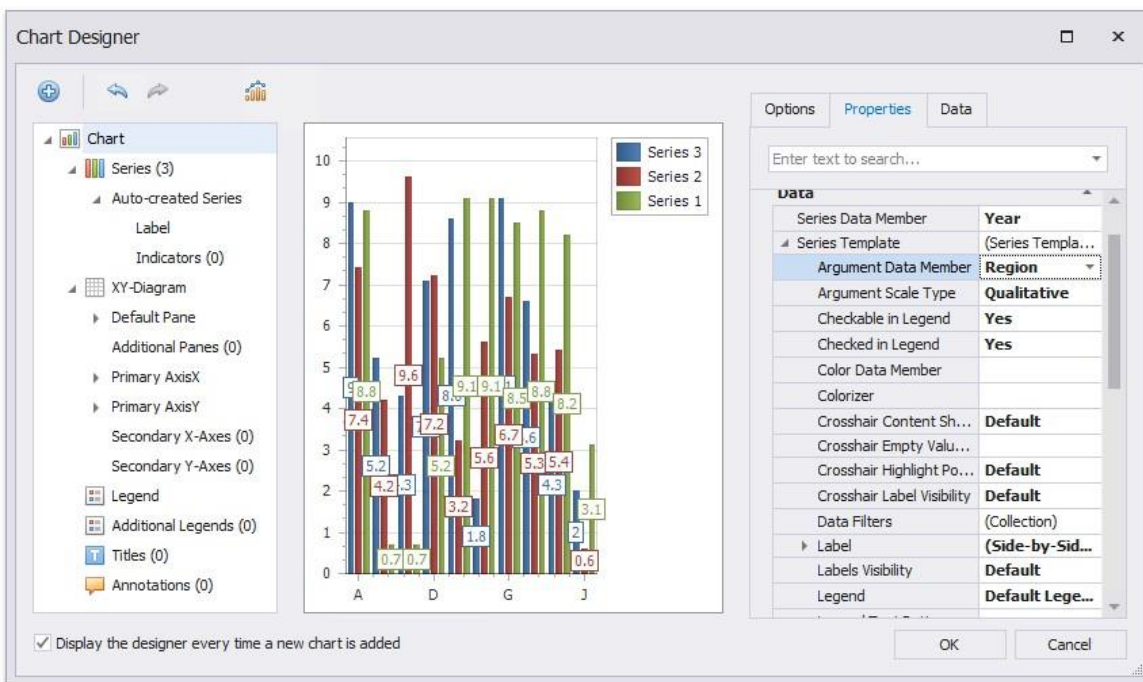 Chart Designer
Chart
Series (3)
Auto-created Series
Label
Indicators (0)
XY-Diagram
Default Pane
Additional Panes (0)
Primary AxisX
Primary AxisY
Secondary X-Axes (0)
Secondary Y-Axes (0)
Legend
Additional Legends (0)
Titles (0)
Annotations (0)
10
9
8
7
6
5
4
3
2
1
0
A D G J
8.8
7.4
5.2
4.2
0.7
9.6
0.7
7.2
5.2
3.2
9.1
1.8
5.6
9.1
6.7
8.5
5.3
8.8
4.3
5.4
8.2
2
0.6
3.1
Series 3
Series 2
Series 1
Options Properties Data
Enter text to search...
Data
Series Data Member Year
Series Template (Series Templa...
Argument Data Member Region
Argument Scale Type Qualitative
Checkable in Legend Yes
Checked in Legend Yes
Color Data Member
Colorizer
Crosshair Content Sh... Default
Crosshair Empty Valu...
Crosshair Highlight Po... Default
Crosshair Label Visibility Default
Data Filters (Collection)
Label (Side-by-Sid...
Labels Visibility Default
Legend Default Lege...
Display the designer every time a new chart is added
OK Cancel